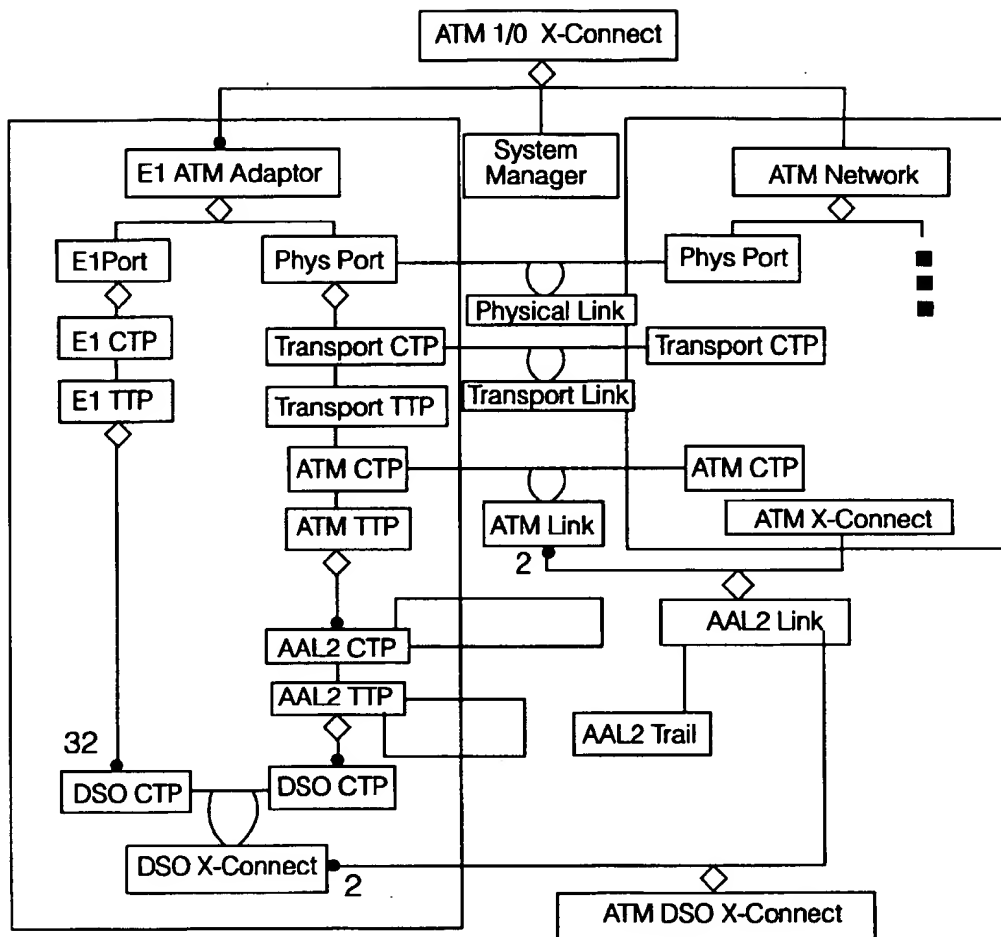 ATM 1/0 X-Connect
System
Manager
E1 ATM Adaptor
ATM Network
E1Port
Phys Port
Phys Port
Physical Link
E1 CTP
Transport CTP
Transport CTP
E1 TTP
Transport TTP
Transport Link
ATM CTP
ATM CTP
ATM TTP
ATM Link
ATM X-Connect
2
AAL2 CTP
AAL2 Link
AAL2 TTP
AAL2 Trail
32
DSO CTP
DSO CTP
DSO X-Connect
2
ATM DSO X-Connect